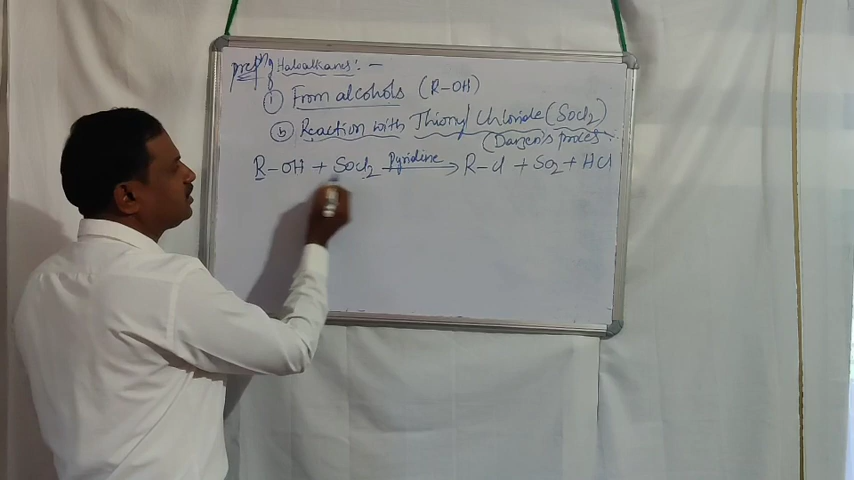 prepⁿ of Haloalkanes:-
① From alcohols (R-OH)
ⓑ Reaction with Thionyl Chloride (SOCl2)
(Darzen's process
R-OH + SOCl2 Pyridine → R-Cl + SO2 + HCl